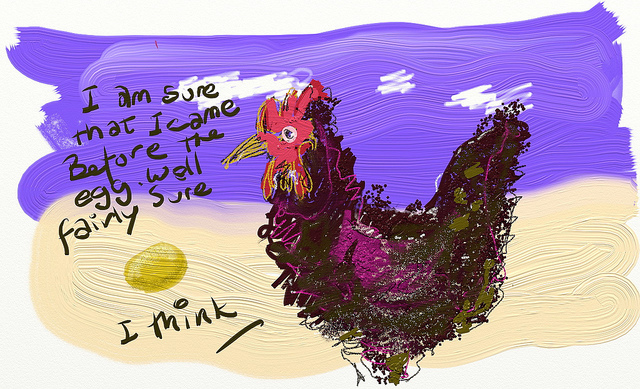 I am sure
that I came
Before the
egg. well
fairly sure
I think